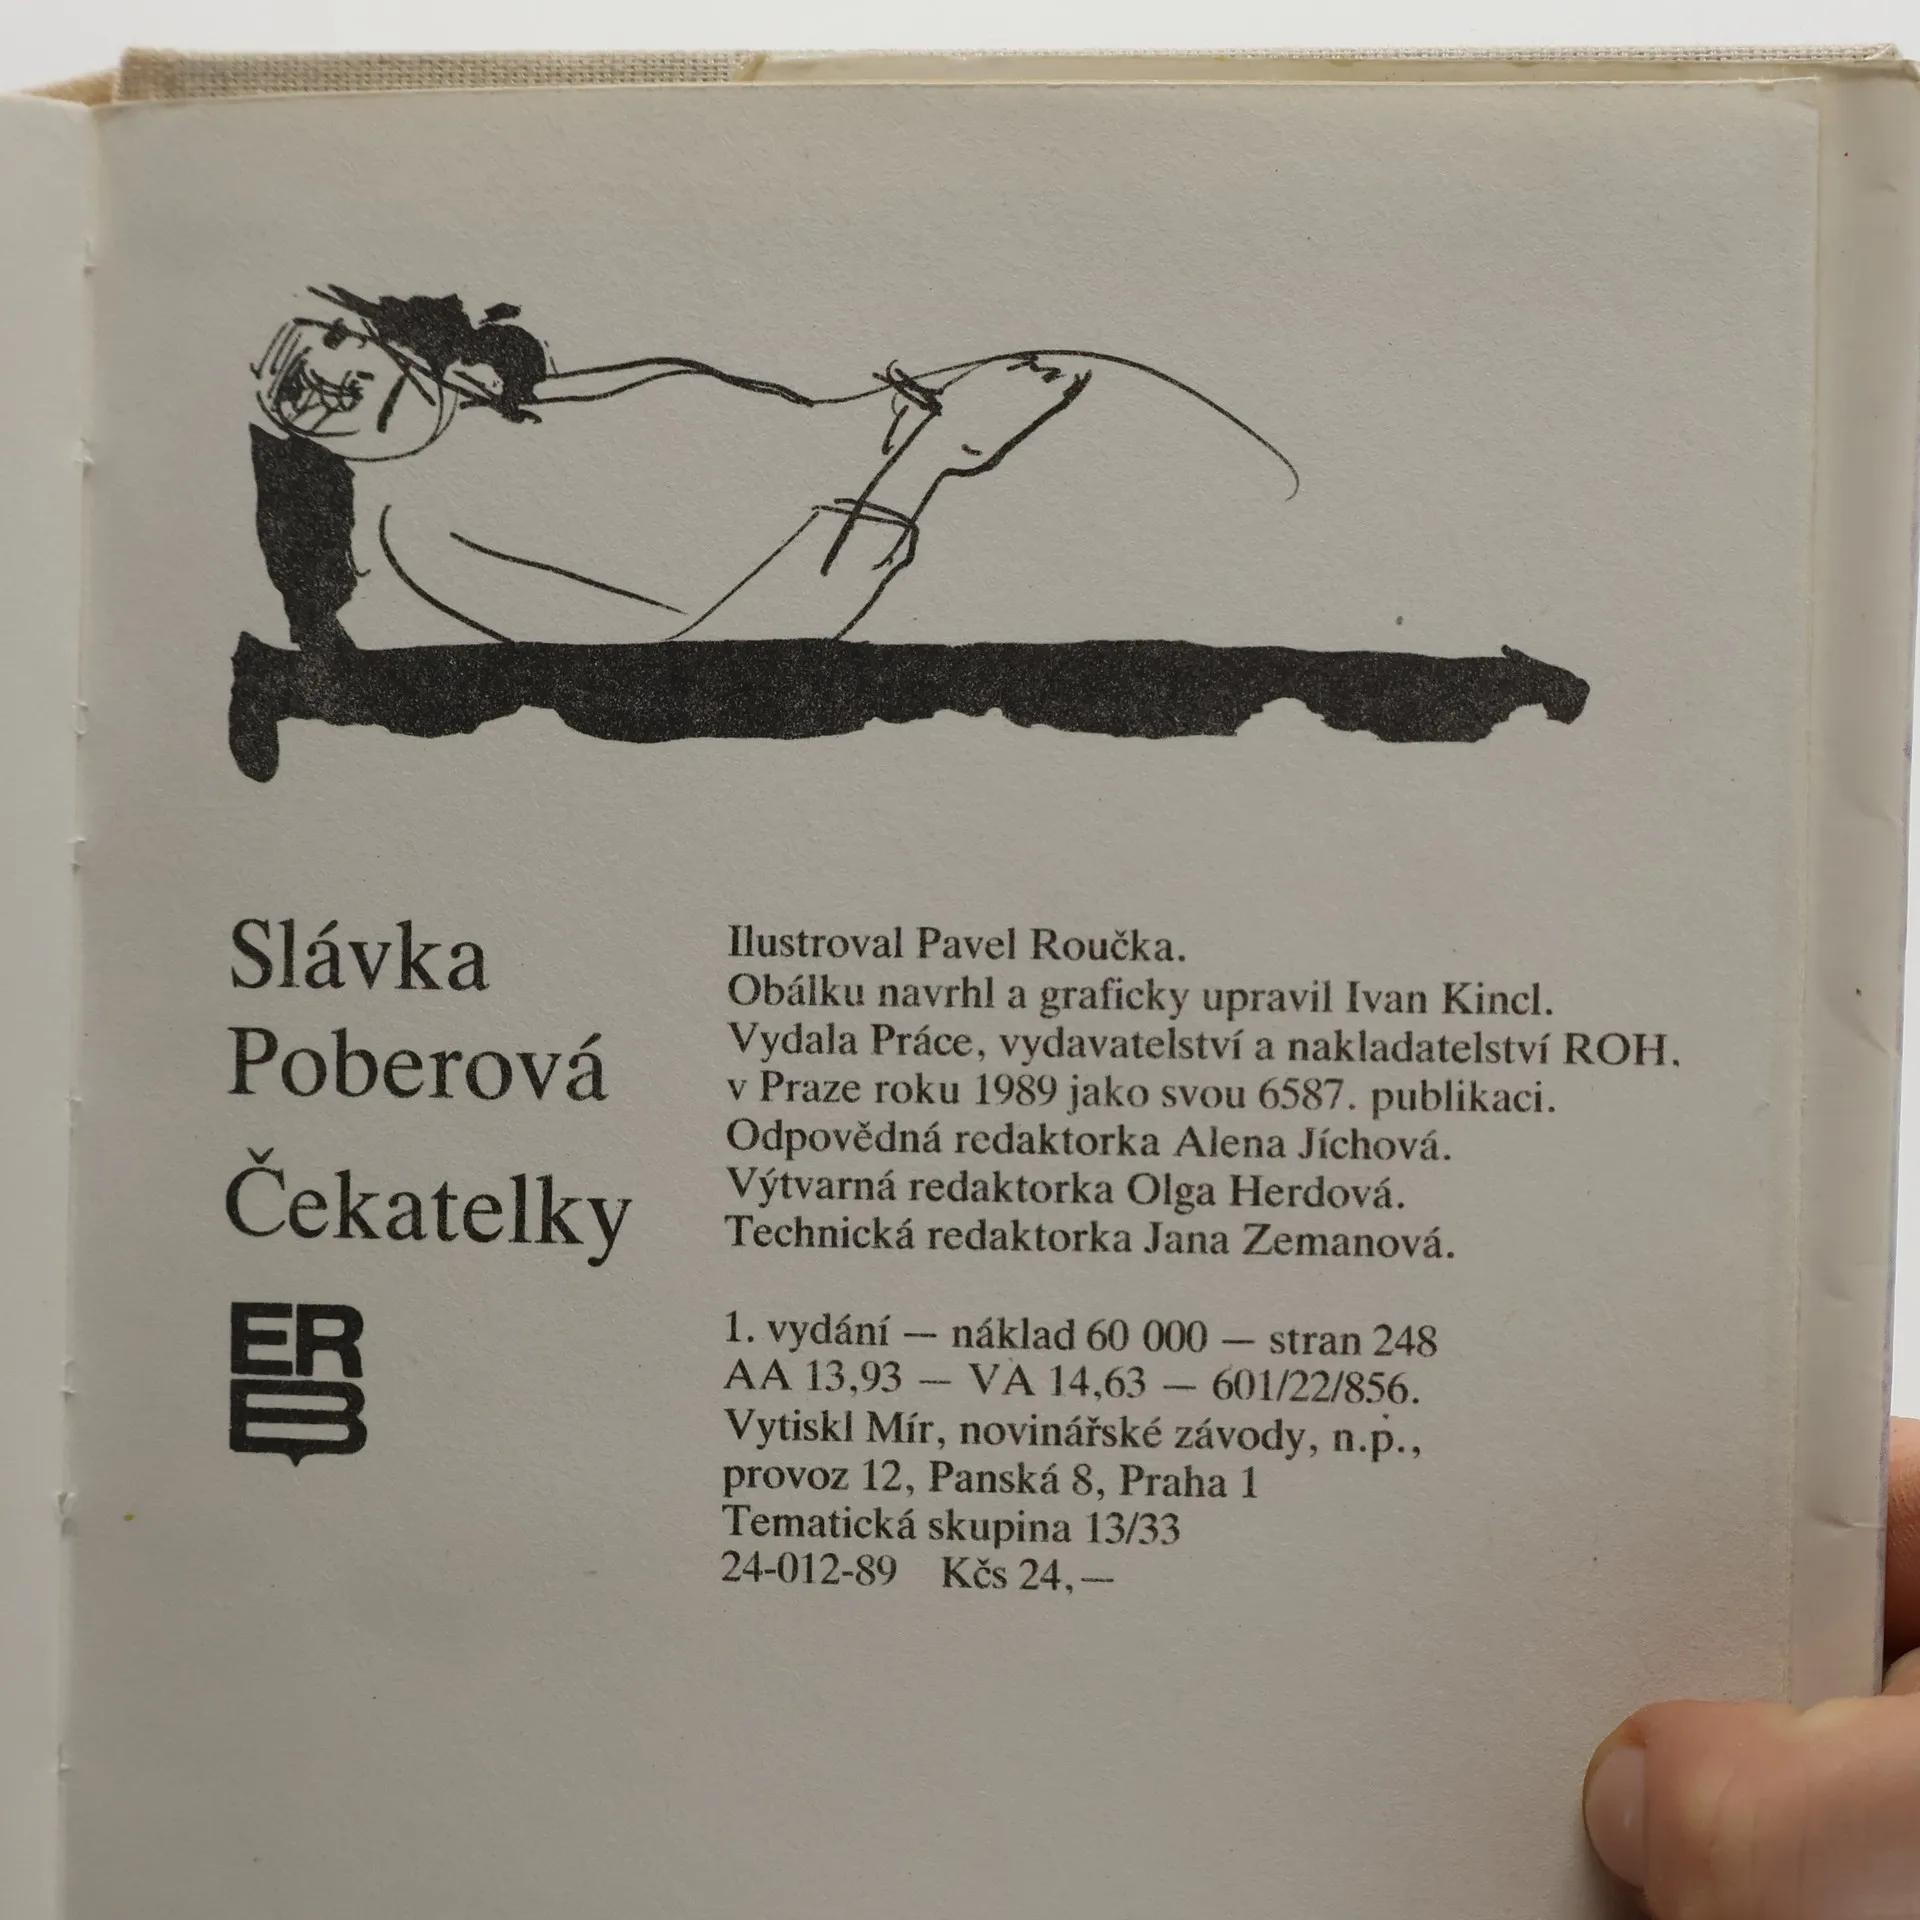 Slávka
Poberová
Čekatelky
ER
B
Ilustroval Pavel Roučka.
Obálku navrhl a graficky upravil Ivan Kincl.
Vydala Práce, vydavatelství a nakladatelství ROH,
v Praze roku 1989 jako svou 6587. publikaci.
Odpovědná redaktorka Alena Jíchová.
Výtvarná redaktorka Olga Herdová.
Technická redaktorka Jana Zemanová.
1. vydání — náklad 60 000 — stran 248
AA 13,93 — VA 14,63 — 601/22/856.
Vytiskl Mír, novinářské závody, n.p.,
provoz 12, Panská 8, Praha 1
Tematická skupina 13/33
24-012-89 Kčs 24,—